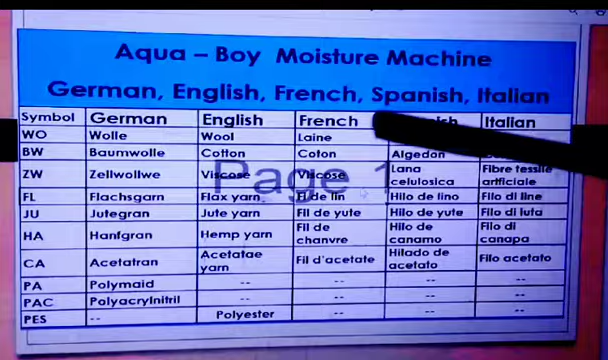 Aqua – Boy Moisture Machine
German, English, French, Spanish, Italian
Symbol German English French Italian
WO Wolle Wool Laine
BW Baumwolle Cotton Coton Algedon
ZW Zellwollwe Viscose Viscose Lana celulosica Fibre tessile artficiale
FL Flachsgarn Flax yarn Fl de lin Hilo de lino Filo di line
JU Jutegran Jute yarn Fil de yute Hilo de yute Filo di luta
HA Hanfgran Hemp yarn Fil de chanvre Hilo de canamo Filo di canapa
CA Acetatran Acetatae yarn Fil d'acetate Hilado de acetato Filo acetato
PA Polymaid -- -- -- --
PAC Polyacrylnitril -- -- -- --
PES -- Polyester -- -- --
Page 1